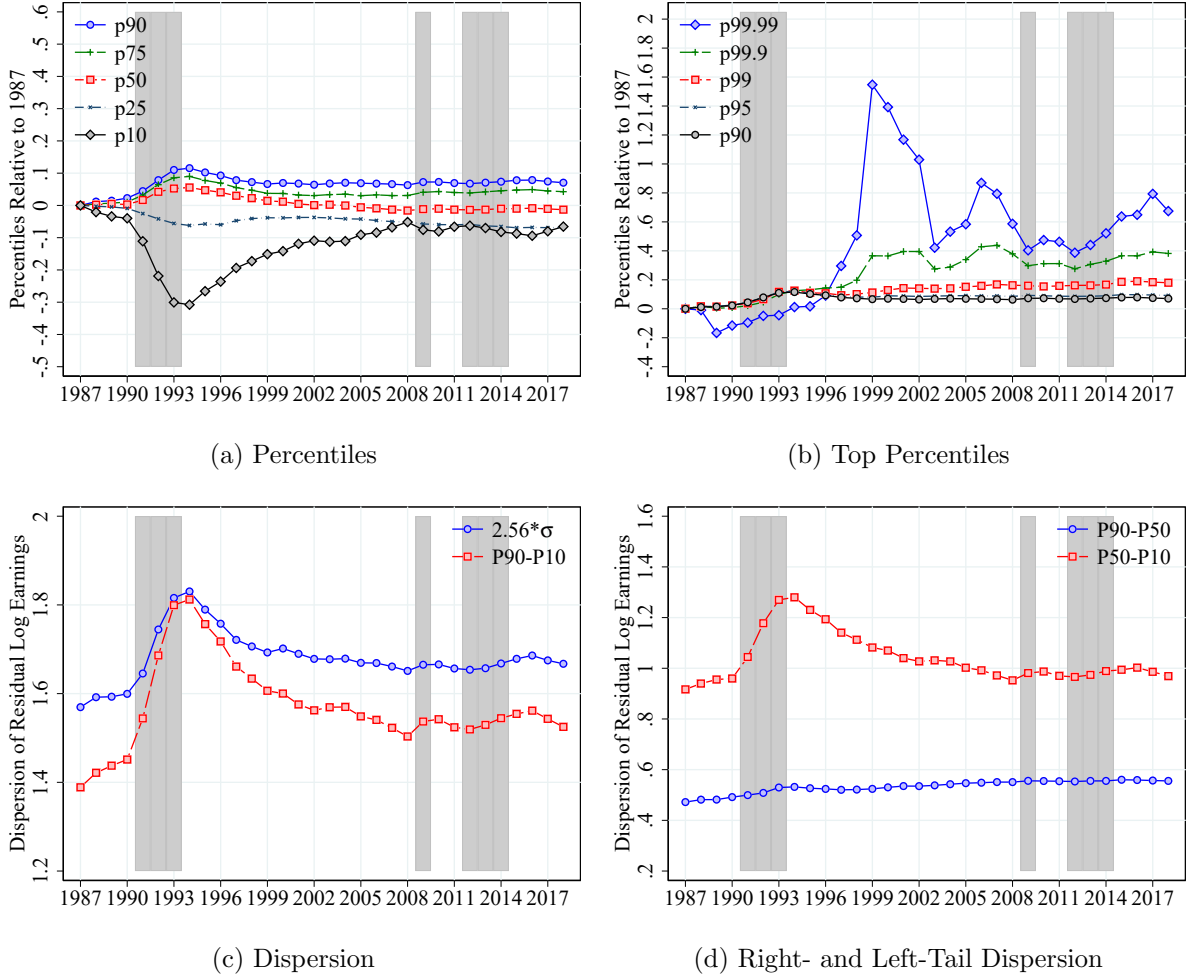 p90
p75
p50
p25
p10
Percentiles Relative to 1987
-.5 -.4 -.3 -.2 -.1 0 .1 .2 .3 .4 .5 .6
1987 1990 1993 1996 1999 2002 2005 2008 2011 2014 2017
(a) Percentiles
p99.99
p99.9
p99
p95
p90
Percentiles Relative to 1987
-.4 -.2 0 .2 .4 .6 .8 1 1.2 1.4 1.6 1.8 2
1987 1990 1993 1996 1999 2002 2005 2008 2011 2014 2017
(b) Top Percentiles
2.56*σ
P90-P10
Dispersion of Residual Log Earnings
1.2 1.4 1.6 1.8 2
1987 1990 1993 1996 1999 2002 2005 2008 2011 2014 2017
(c) Dispersion
P90-P50
P50-P10
Dispersion of Residual Log Earnings
.2 .4 .6 .8 1 1.2 1.4 1.6
1987 1990 1993 1996 1999 2002 2005 2008 2011 2014 2017
(d) Right- and Left-Tail Dispersion